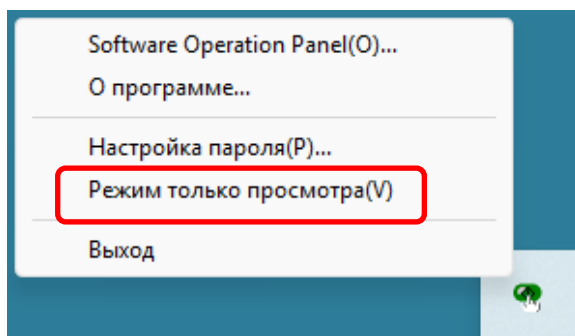 Software Operation Panel(O)...
О программе...
Настройка пароля(P)...
Режим только просмотра(V)
Выход